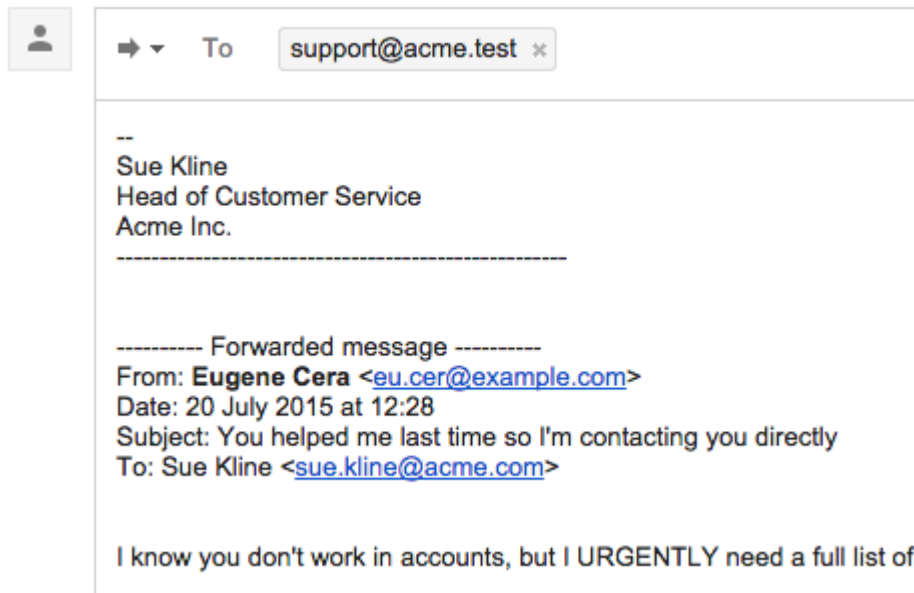 To support@acme.test ×
--
Sue Kline
Head of Customer Service
Acme Inc.
----------------------------------------------------
---------- Forwarded message ----------
From: Eugene Cera <eu.cer@example.com>
Date: 20 July 2015 at 12:28
Subject: You helped me last time so I'm contacting you directly
To: Sue Kline <sue.kline@acme.com>
I know you don't work in accounts, but I URGENTLY need a full list of